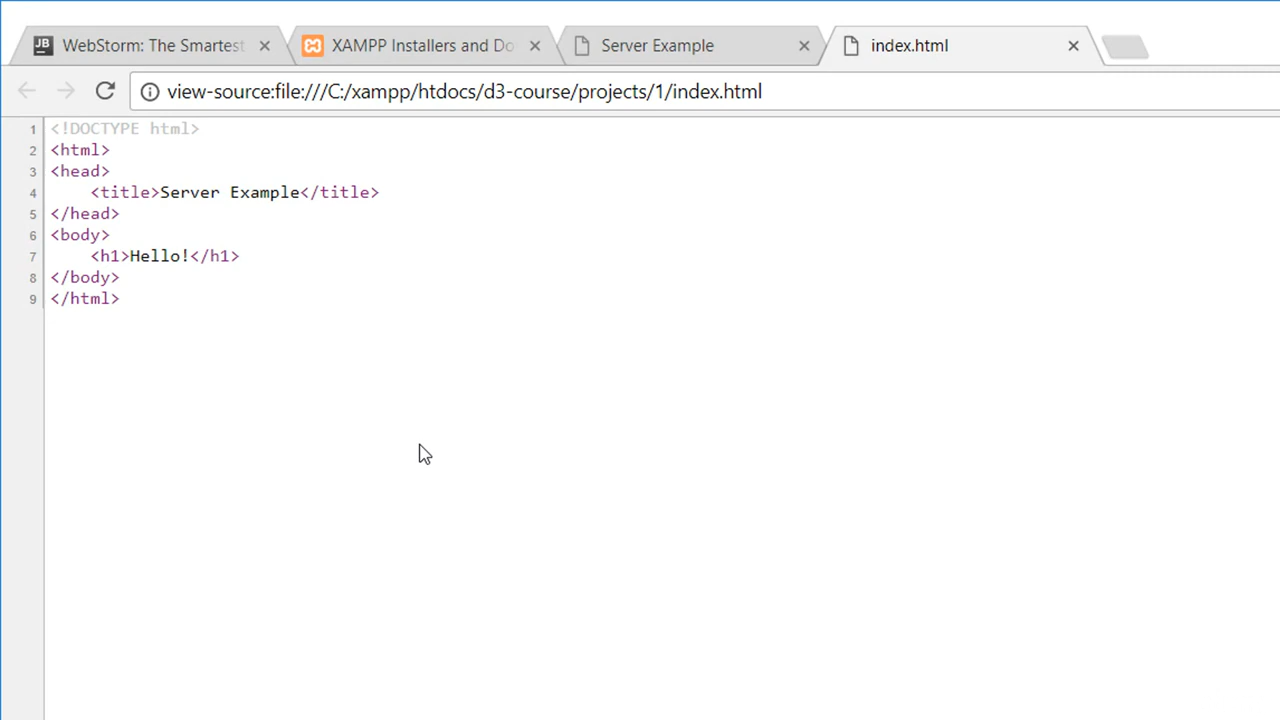 JB WebStorm: The Smartest
XAMPP Installers and Do
Server Example
index.html
view-source:file:///C:/xampp/htdocs/d3-course/projects/1/index.html
1 <!DOCTYPE html>
2 <html>
3 <head>
4 <title>Server Example</title>
5 </head>
6 <body>
7 <h1>Hello!</h1>
8 </body>
9 </html>